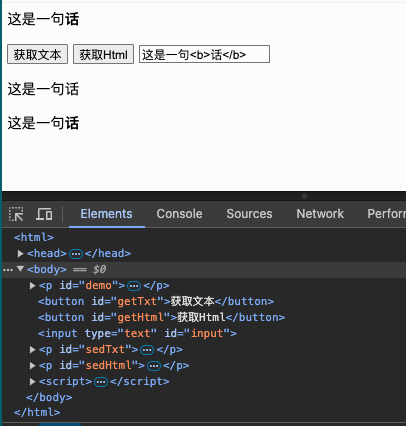 这是一句话
获取文本 获取Html 这是一句<b>话</b>
这是一句话
这是一句话
Elements Console Sources Network Perform
<html>
<head>…</head>
<body> == $0
<p id="demo">…</p>
<button id="getTxt">获取文本</button>
<button id="getHtml">获取Html</button>
<input type="text" id="input">
<p id="sedTxt">…</p>
<p id="sedHtml">…</p>
<script>…</script>
</body>
</html>